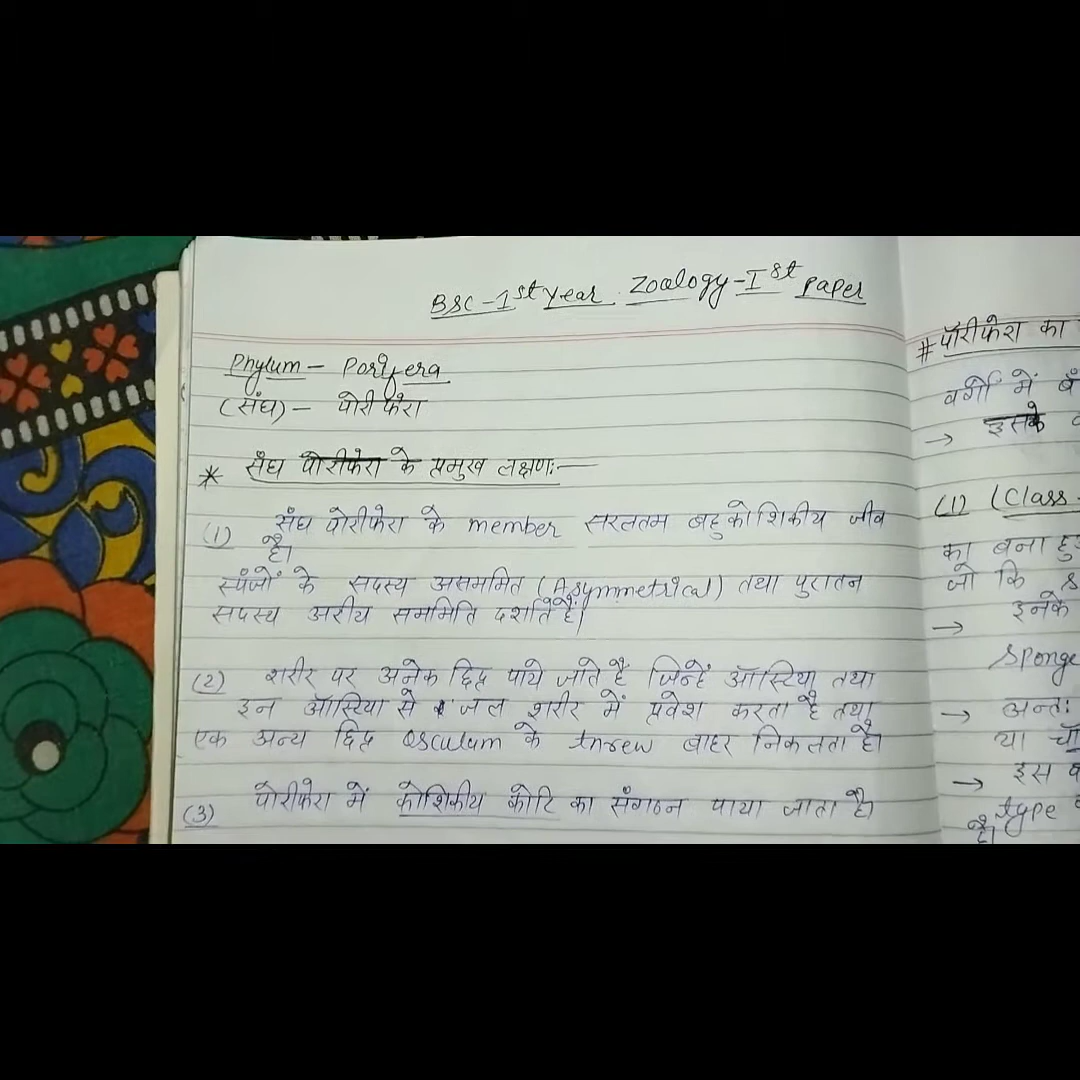 BSC-1st year. Zoology-Ist paper
Phylum - Porifera
(संघ) - पोरीफेरा
* संघ पोरीफेरा के प्रमुख लक्षण:—
(1) संघ पोरीफेरा के member सरलतम बहुकोशिकीय जीव
है।
स्पंजों के सदस्य असममित (Asymmetrical) तथा पुरातन
सदस्य अरीय सममिति दर्शाते हैं।
(2) शरीर पर अनेक छिद्र पाये जाते है जिन्हें ऑस्टिया तथा
इन ऑस्टिया से जल शरीर में प्रवेश करता है तथा
एक अन्य छिद्र osculum के threw बाहर निकलता है।
(3) पोरीफेरा में कोशिकीय कोटि का संगठन पाया जाता है।
# पॉरीफेरा का
वर्गों में
→ इसके
(1) (Class-
का बना
जो कि
→ इनके
Sponge
→ अन्तः
या
→ इस
type
है।